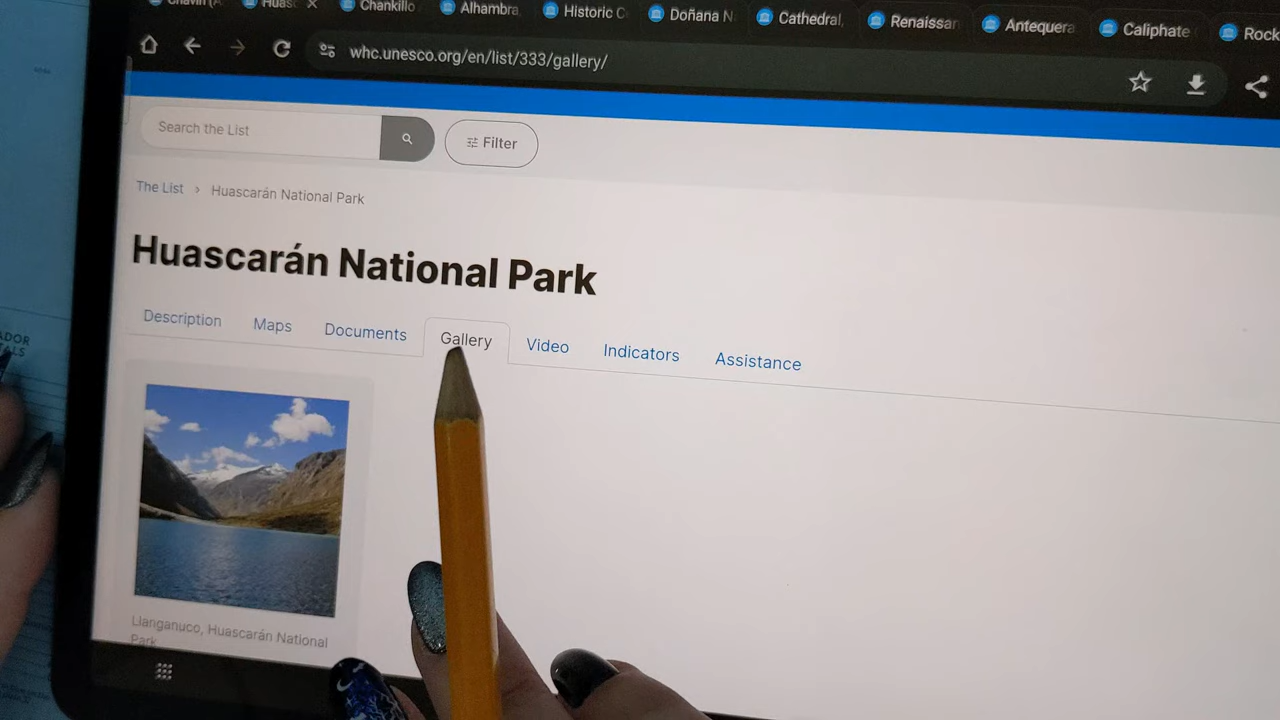 Chankillo
Alhambra,
Historic C
Doñana N
Cathedral,
Renaissan
Antequera
Caliphate
Rock
whc.unesco.org/en/list/333/gallery/
Search the List
Filter
The List › Huascarán National Park
Huascarán National Park
Description Maps Documents Gallery Video Indicators Assistance
Llanganuco, Huascarán National
Park